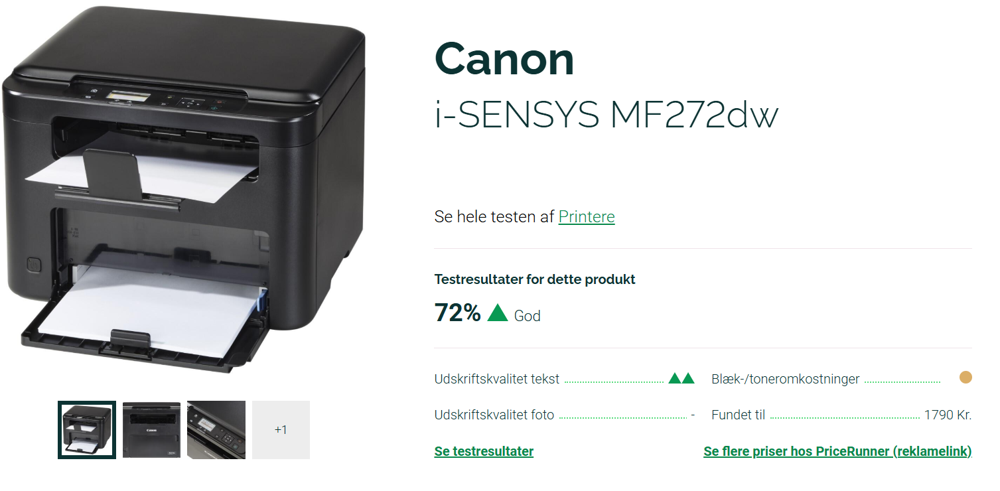 Canon
i-SENSYS MF272dw
Se hele testen af Printere
Testresultater for dette produkt
72% God
Udskriftskvalitet tekst
Blæk-/toneromkostninger
Udskriftskvalitet foto -
Fundet til 1790 Kr.
Se testresultater
Se flere priser hos PriceRunner (reklamelink)
Canon
+1